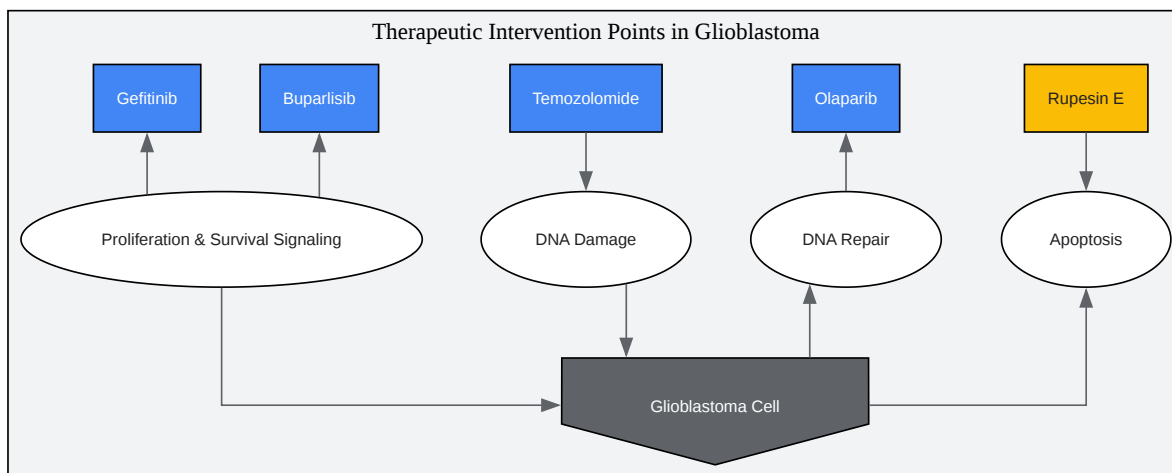 Therapeutic Intervention Points in Glioblastoma
Gefitinib
Buparlisib
Temozolomide
Olaparib
Rupesin E
Proliferation & Survival Signaling
DNA Damage
DNA Repair
Apoptosis
Glioblastoma Cell